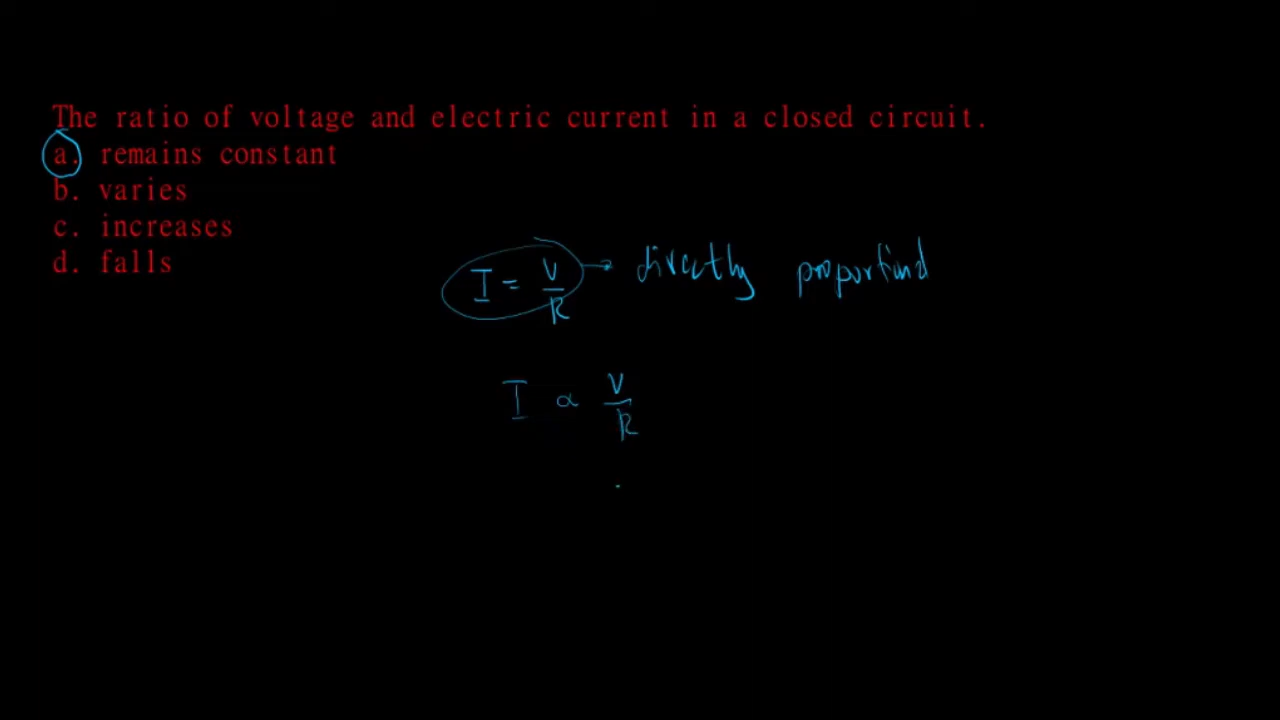 The ratio of voltage and electric current in a closed circuit.
a. remains constant
b. varies
c. increases
d. falls
I = V/R → directly proportional
I ∝ V/R